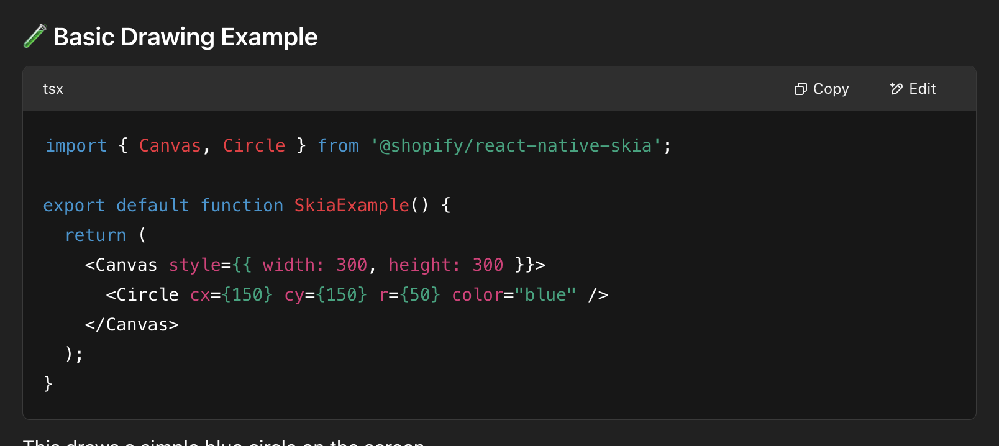 🧪 Basic Drawing Example
tsx
Copy
Edit
import { Canvas, Circle } from '@shopify/react-native-skia';
export default function SkiaExample() {
  return (
    <Canvas style={{ width: 300, height: 300 }}>
      <Circle cx={150} cy={150} r={50} color="blue" />
    </Canvas>
  );
}
This draws a simple blue circle on the screen.